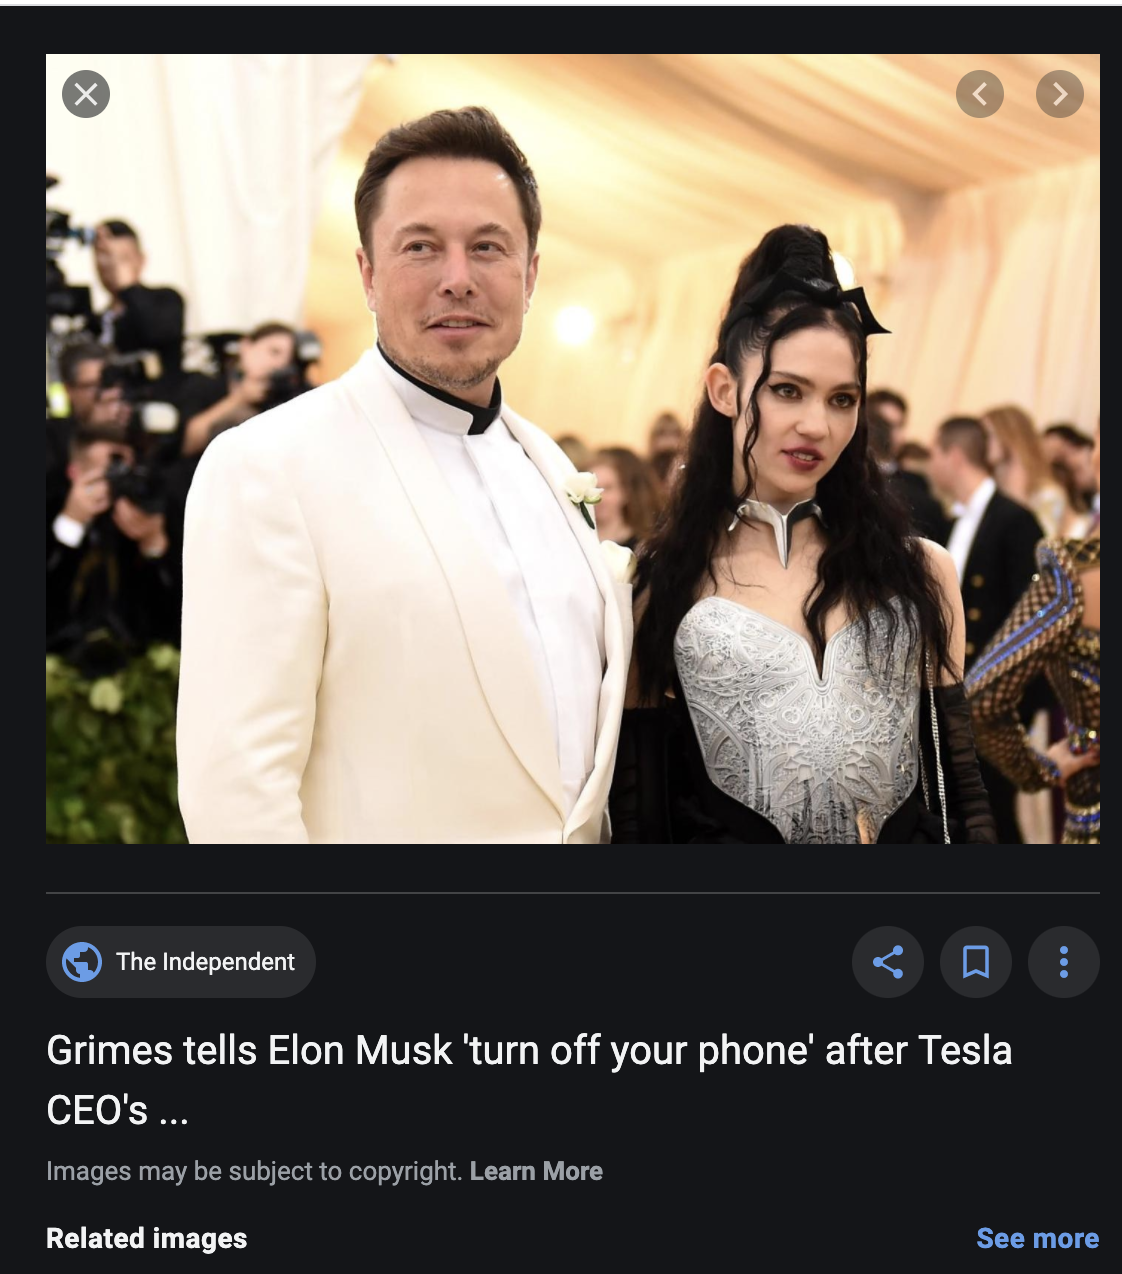 The Independent
Grimes tells Elon Musk 'turn off your phone' after Tesla
CEO's ...
Images may be subject to copyright. Learn More
Related images
See more